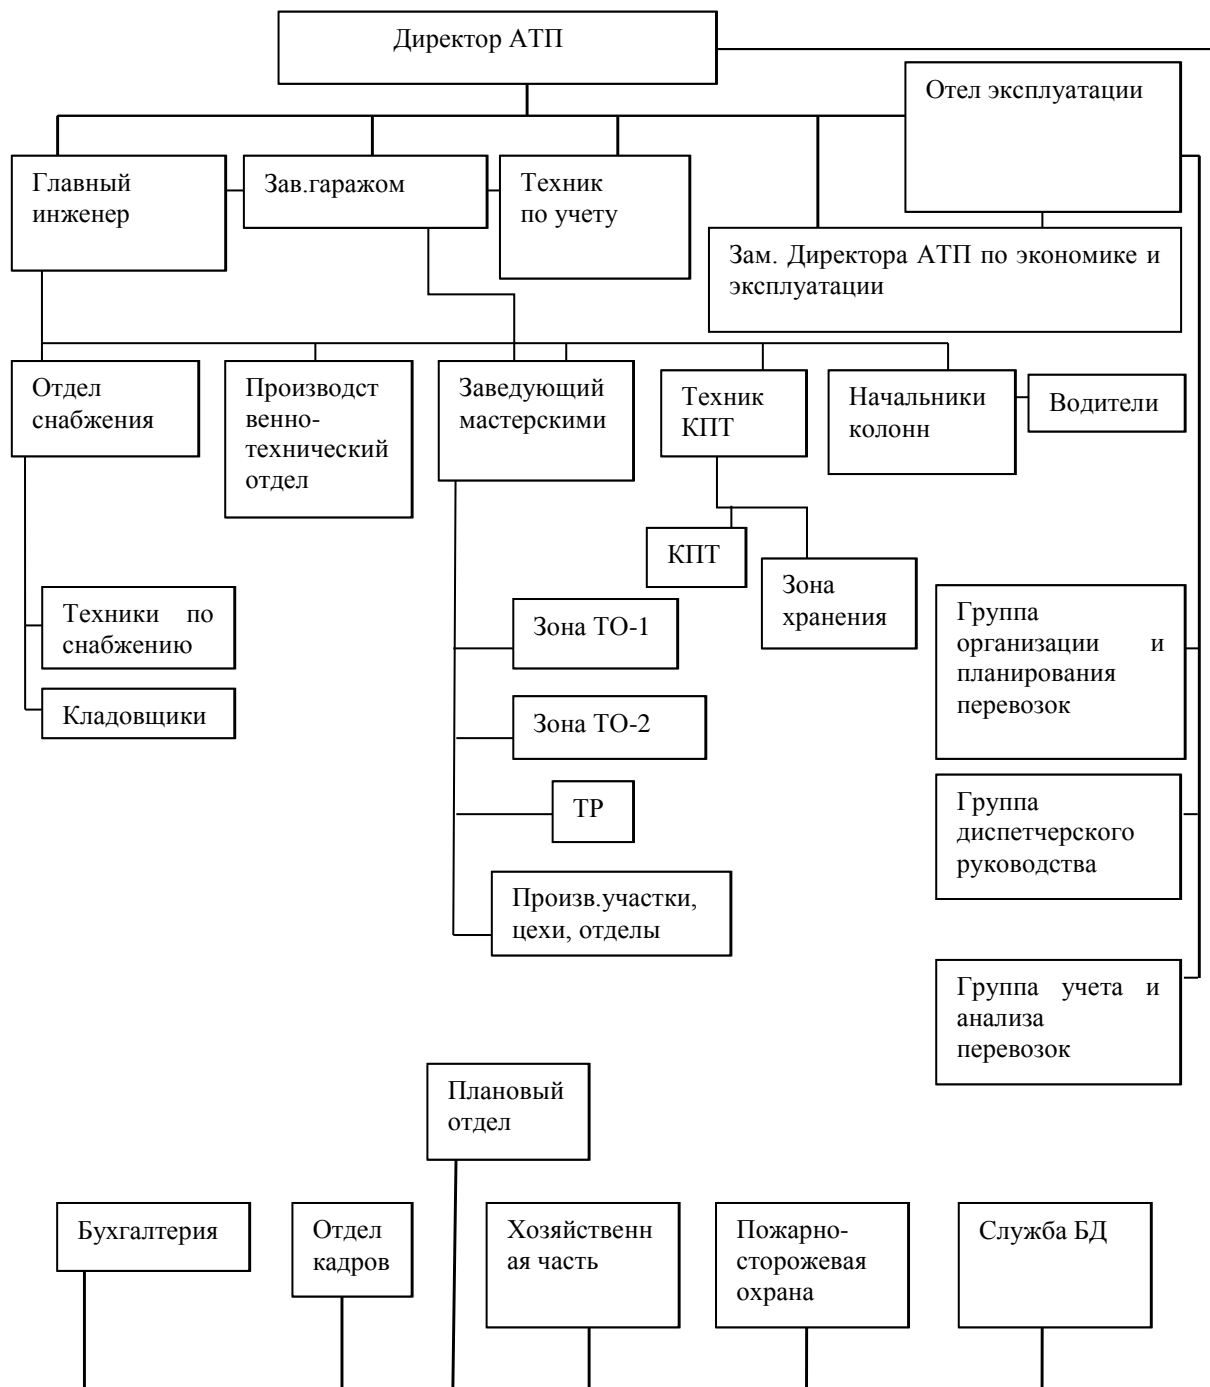 Директор АТП
Отел эксплуатации
Главный
инженер
Зав.гаражом
Техник
по учету
Зам. Директора АТП по экономике и
эксплуатации
Отдел
снабжения
Производст
венно-
технический
отдел
Заведующий
мастерскими
Техник
КПТ
Начальники
колонн
Водители
КПТ
Зона
хранения
Техники по
снабжению
Кладовщики
Зона ТО-1
Зона ТО-2
ТР
Произв.участки,
цехи, отделы
Группа
организации и
планирования
перевозок
Группа
диспетчерского
руководства
Группа учета и
анализа
перевозок
Плановый
отдел
Бухгалтерия
Отдел
кадров
Хозяйственн
ая часть
Пожарно-
сторожевая
охрана
Служба БД